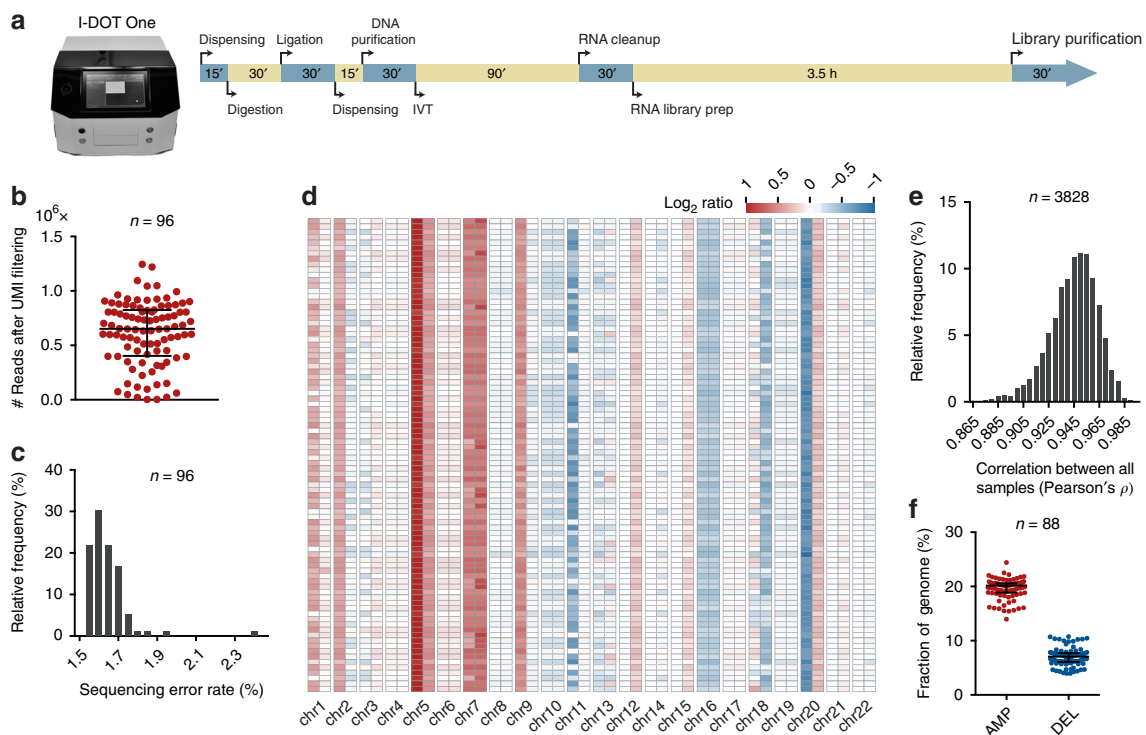 a
I-DOT One
Dispensing
Ligation
DNA
purification
RNA cleanup
Library purification
15′ 30′ 30′ 15′ 30′ 90′ 30′ 3.5 h 30′
Digestion
Dispensing
IVT
RNA library prep
b
10⁶×
n = 96
# Reads after UMI filtering
1.5
1.0
0.5
0.0
c
n = 96
Relative frequency (%)
40
30
20
10
0
1.5 1.7 1.9 2.1 2.3
Sequencing error rate (%)
d
Log₂ ratio
1 0.5 0 −0.5 −1
chr1 chr2 chr3 chr4 chr5 chr6 chr7 chr8 chr9 chr10 chr11 chr13 chr12 chr14 chr15 chr16 chr17 chr18 chr19 chr20 chr21 chr22
e
n = 3828
Relative frequency (%)
15
10
5
0
0.865 0.885 0.905 0.925 0.945 0.965 0.985
Correlation between all
samples (Pearson’s ρ)
f
n = 88
Fraction of genome (%)
30
20
10
0
AMP DEL